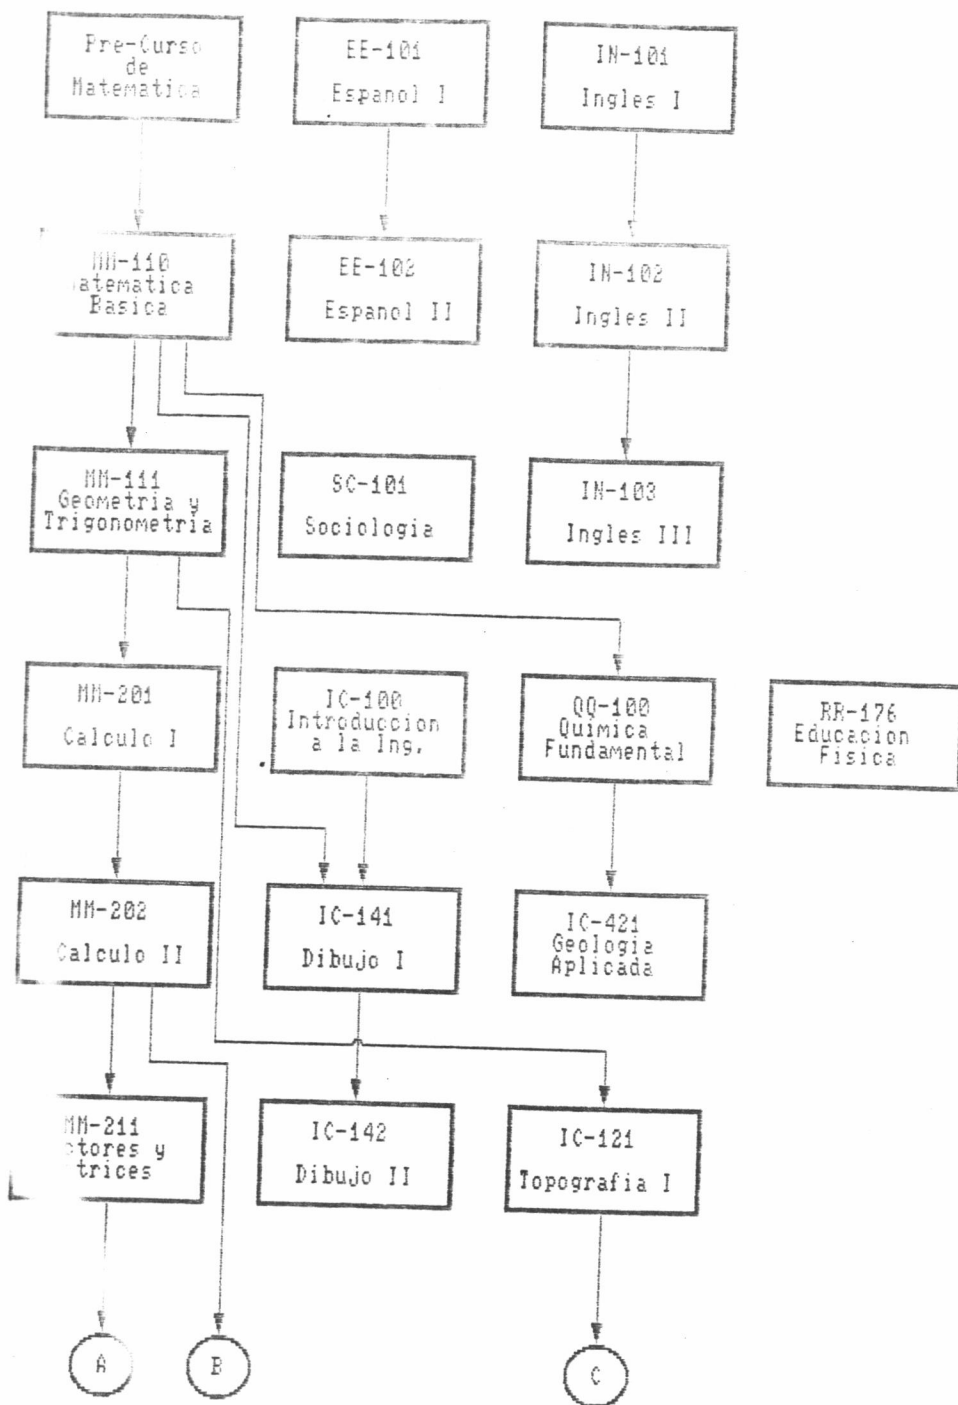 Pre-Curso
de
Matematica
EE-101
Espanol I
IN-101
Ingles I
MM-110
atematica
Basica
EE-102
Espanol II
IN-102
Ingles II
MM-111
Geometria y
Trigonometria
SC-101
Sociologia
IN-103
Ingles III
MM-201
Calculo I
IC-100
Introduccion
a la Ing.
QQ-100
Quimica
Fundamental
RR-176
Educacion
Fisica
MM-202
Calculo II
IC-141
Dibujo I
IC-421
Geologia
Aplicada
MM-211
ctores y
trices
IC-142
Dibujo II
IC-121
Topografia I
A
B
C